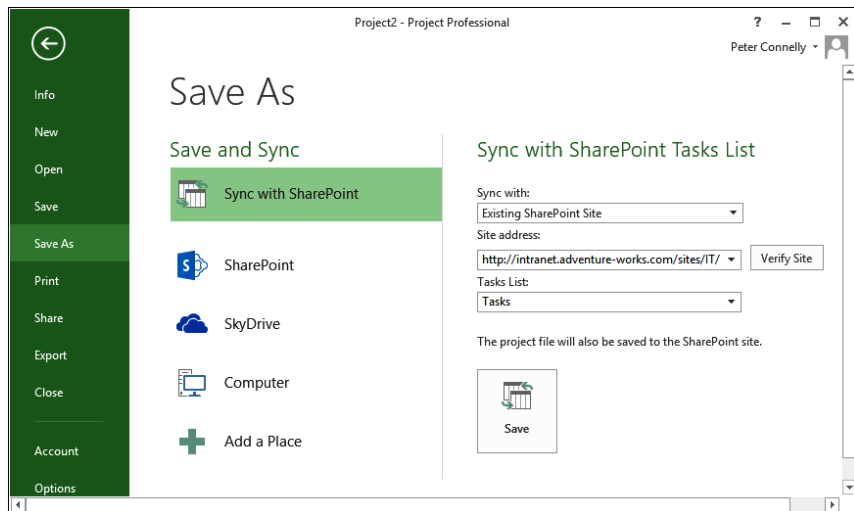 Project2 - Project Professional
?
Peter Connelly
Info
New
Open
Save
Save As
Print
Share
Export
Close
Account
Options
Save As
Save and Sync
Sync with SharePoint
S
SharePoint
SkyDrive
Computer
Add a Place
Sync with SharePoint Tasks List
Sync with:
Existing SharePoint Site
Site address:
http://intranet.adventure-works.com/sites/IT/
Verify Site
Tasks List:
Tasks
The project file will also be saved to the SharePoint site.
Save